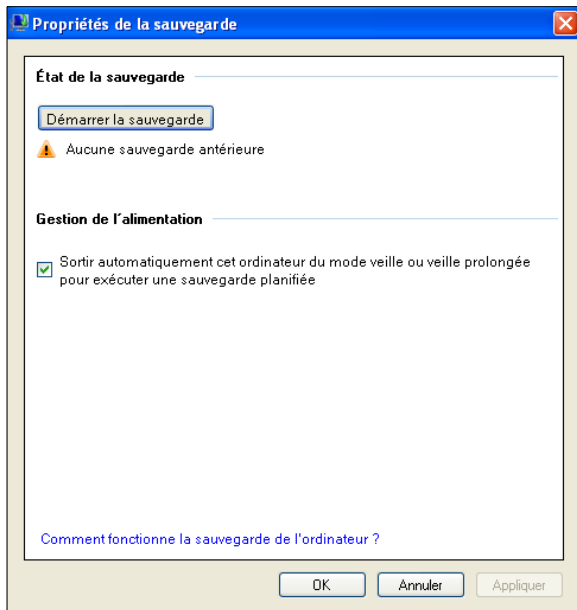 Propriétés de la sauvegarde
État de la sauvegarde
Démarrer la sauvegarde
Aucune sauvegarde antérieure
Gestion de l'alimentation
Sortir automatiquement cet ordinateur du mode veille ou veille prolongée
pour exécuter une sauvegarde planifiée
Comment fonctionne la sauvegarde de l'ordinateur ?
OK
Annuler
Appliquer